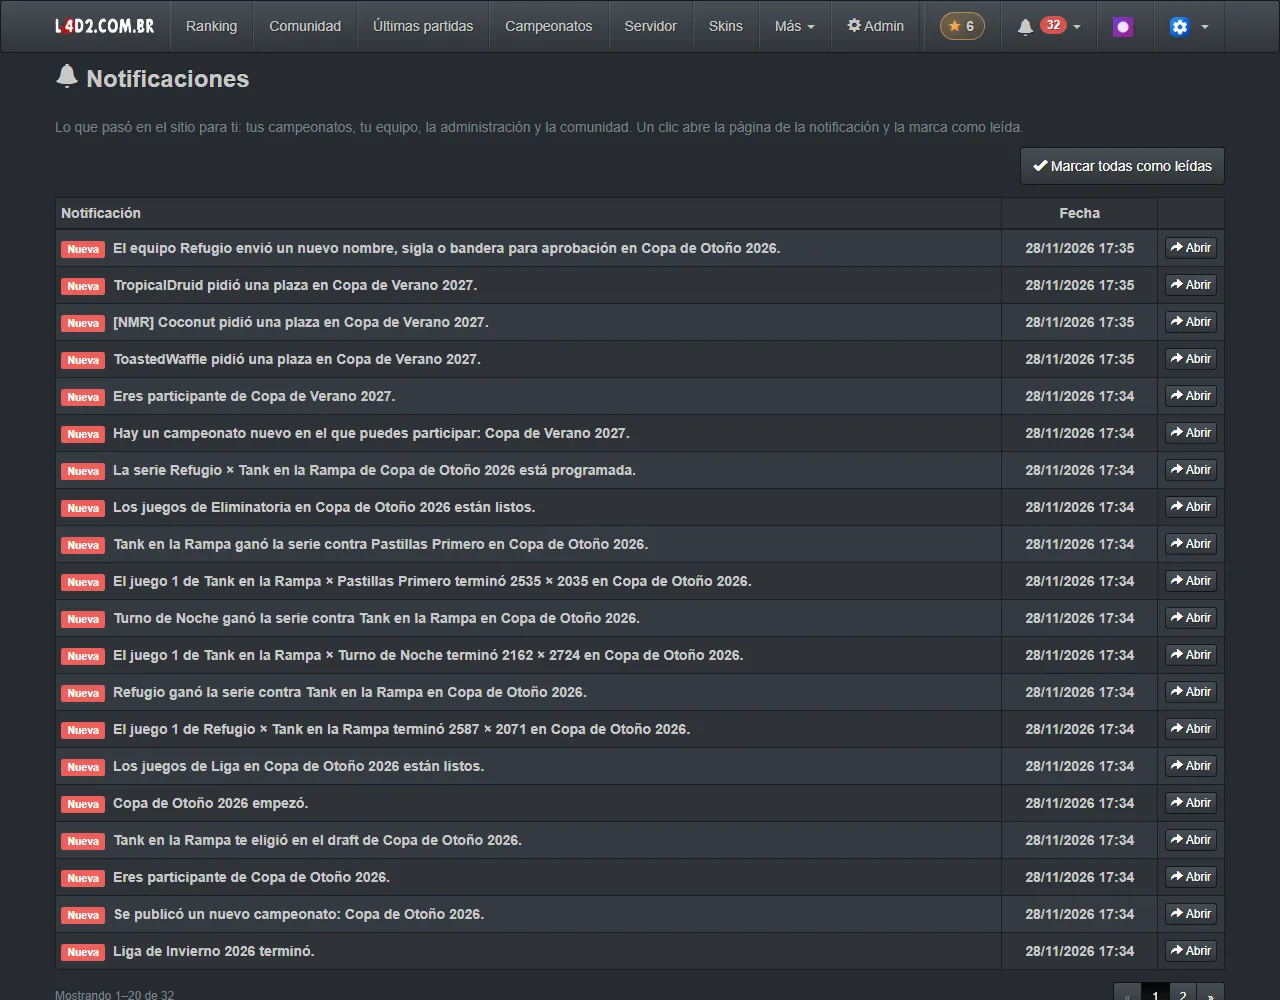 L4D2.COM.BR
Ranking
Comunidad
Últimas partidas
Campeonatos
Servidor
Skins
Más
Admin
★ 6
32
Notificaciones
Lo que pasó en el sitio para ti: tus campeonatos, tu equipo, la administración y la comunidad. Un clic abre la página de la notificación y la marca como leída.
Marcar todas como leídas
Notificación Fecha
Nueva El equipo Refugio envió un nuevo nombre, sigla o bandera para aprobación en Copa de Otoño 2026. 28/11/2026 17:35 Abrir
Nueva TropicalDruid pidió una plaza en Copa de Verano 2027. 28/11/2026 17:35 Abrir
Nueva [NMR] Coconut pidió una plaza en Copa de Verano 2027. 28/11/2026 17:35 Abrir
Nueva ToastedWaffle pidió una plaza en Copa de Verano 2027. 28/11/2026 17:35 Abrir
Nueva Eres participante de Copa de Verano 2027. 28/11/2026 17:34 Abrir
Nueva Hay un campeonato nuevo en el que puedes participar: Copa de Verano 2027. 28/11/2026 17:34 Abrir
Nueva La serie Refugio × Tank en la Rampa de Copa de Otoño 2026 está programada. 28/11/2026 17:34 Abrir
Nueva Los juegos de Eliminatoria en Copa de Otoño 2026 están listos. 28/11/2026 17:34 Abrir
Nueva Tank en la Rampa ganó la serie contra Pastillas Primero en Copa de Otoño 2026. 28/11/2026 17:34 Abrir
Nueva El juego 1 de Tank en la Rampa × Pastillas Primero terminó 2535 × 2035 en Copa de Otoño 2026. 28/11/2026 17:34 Abrir
Nueva Turno de Noche ganó la serie contra Tank en la Rampa en Copa de Otoño 2026. 28/11/2026 17:34 Abrir
Nueva El juego 1 de Tank en la Rampa × Turno de Noche terminó 2162 × 2724 en Copa de Otoño 2026. 28/11/2026 17:34 Abrir
Nueva Refugio ganó la serie contra Tank en la Rampa en Copa de Otoño 2026. 28/11/2026 17:34 Abrir
Nueva El juego 1 de Refugio × Tank en la Rampa terminó 2587 × 2071 en Copa de Otoño 2026. 28/11/2026 17:34 Abrir
Nueva Los juegos de Liga en Copa de Otoño 2026 están listos. 28/11/2026 17:34 Abrir
Nueva Copa de Otoño 2026 empezó. 28/11/2026 17:34 Abrir
Nueva Tank en la Rampa te eligió en el draft de Copa de Otoño 2026. 28/11/2026 17:34 Abrir
Nueva Eres participante de Copa de Otoño 2026. 28/11/2026 17:34 Abrir
Nueva Se publicó un nuevo campeonato: Copa de Otoño 2026. 28/11/2026 17:34 Abrir
Nueva Liga de Invierno 2026 terminó. 28/11/2026 17:34 Abrir
Mostrando 1–20 de 32
« 1 2 »